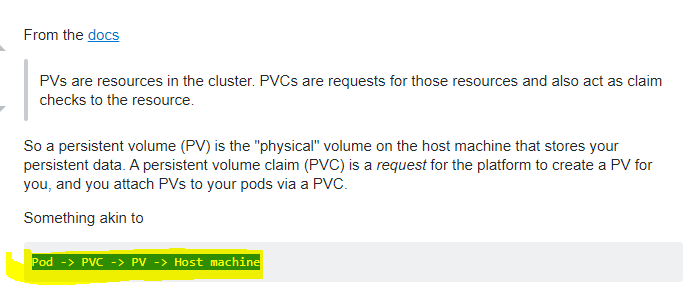 From the docs
PVs are resources in the cluster. PVCs are requests for those resources and also act as claim
checks to the resource.
So a persistent volume (PV) is the "physical" volume on the host machine that stores your
persistent data. A persistent volume claim (PVC) is a request for the platform to create a PV for
you, and you attach PVs to your pods via a PVC.
Something akin to
Pod -> PVC -> PV -> Host machine